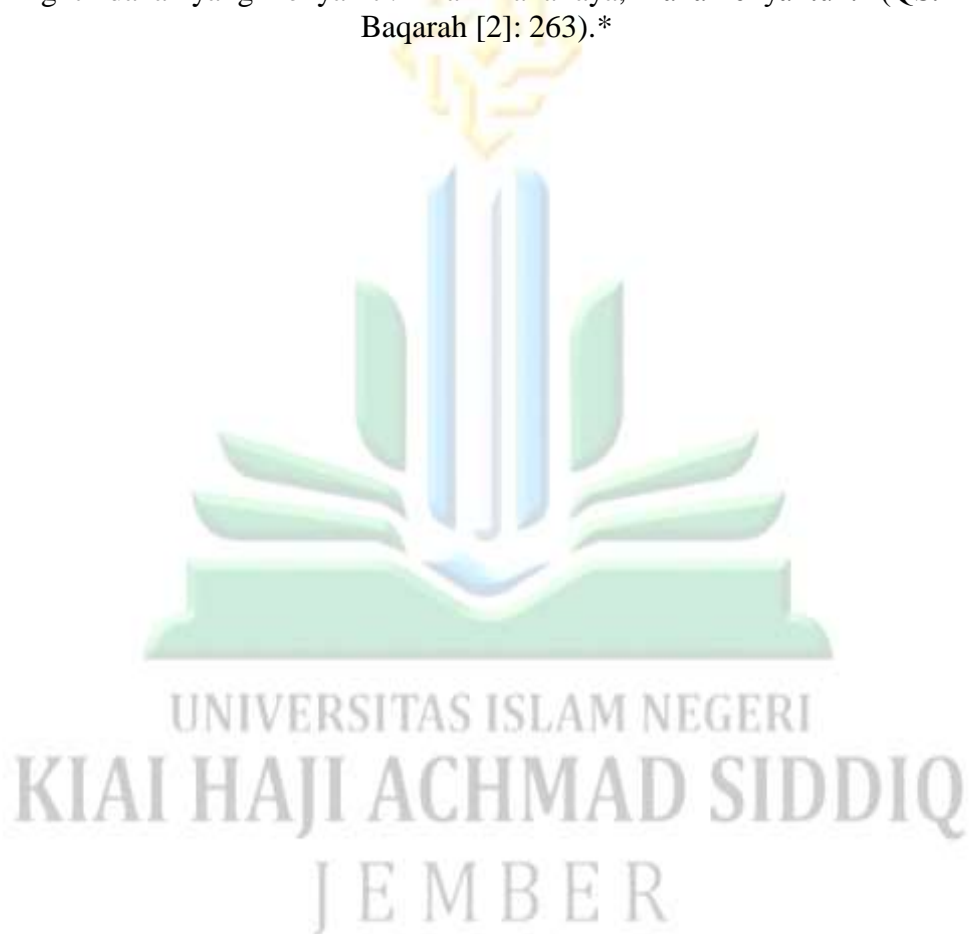 Baqarah [2]: 263).*
UNIVERSITAS ISLAM NEGERI
KIAI HAJI ACHMAD SIDDIQ
JEMBER